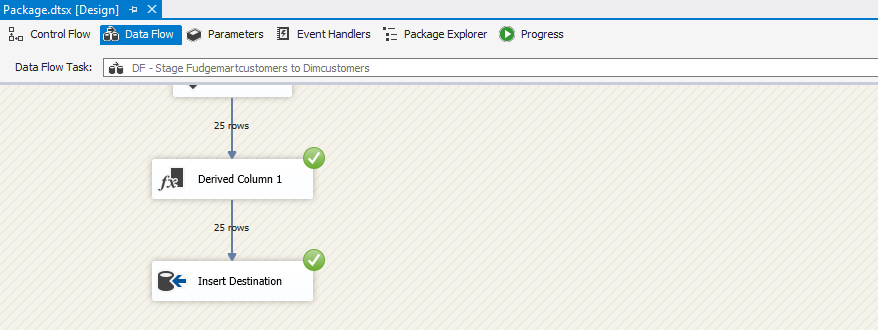 Package.dtsx [Design]
Control Flow Data Flow Parameters Event Handlers Package Explorer Progress
Data Flow Task: DF - Stage Fudgemartcustomers to Dimcustomers
25 rows
fx Derived Column 1
25 rows
Insert Destination